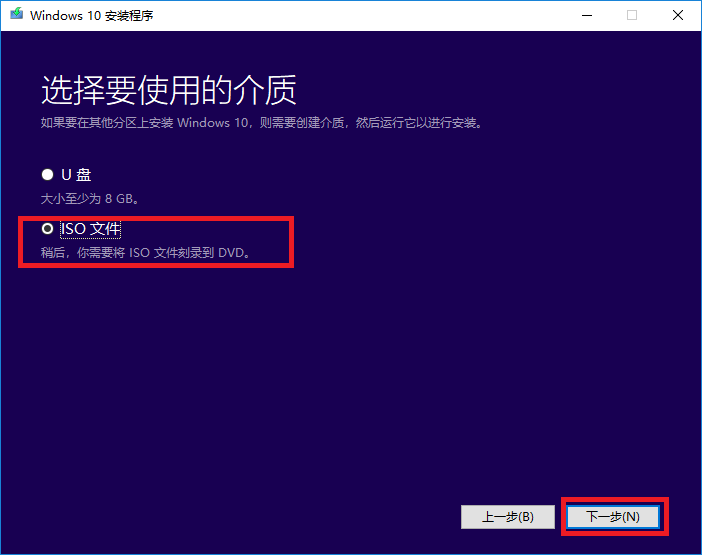 Windows 10 安装程序
选择要使用的介质
如果要在其他分区上安装 Windows 10，则需要创建介质，然后运行它以进行安装。
U 盘
大小至少为 8 GB。
ISO 文件
稍后，你需要将 ISO 文件刻录到 DVD。
上一步(B)
下一步(N)